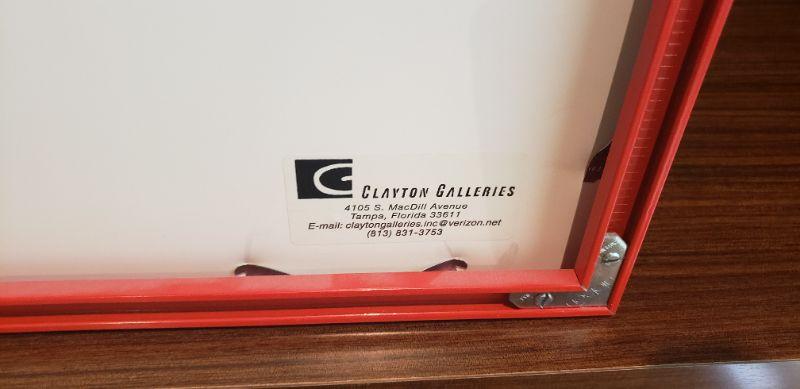 CLAYTON GALLERIES
4105 S. MacDill Avenue
Tampa, Florida 33611
E-mail: claytongalleries.inc@verizon.net
(813) 831-3753